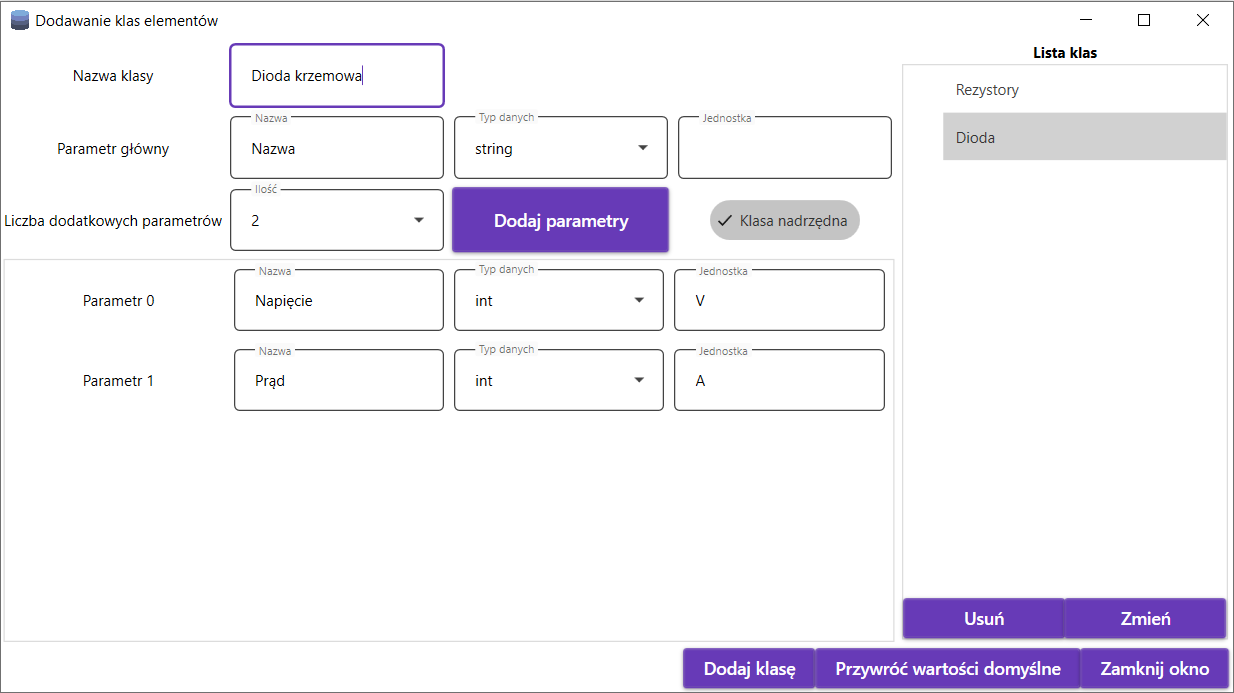 Dodawanie klas elementów
Nazwa klasy
Dioda krzemowa
Parametr główny
Nazwa
Nazwa
Typ danych
string
Jednostka
Liczba dodatkowych parametrów
Ilość
2
Dodaj parametry
Klasa nadrzędna
Parametr 0
Nazwa
Napięcie
Typ danych
int
Jednostka
V
Parametr 1
Nazwa
Prąd
Typ danych
int
Jednostka
A
Lista klas
Rezystory
Dioda
Usuń
Zmień
Dodaj klasę
Przywróć wartości domyślne
Zamknij okno